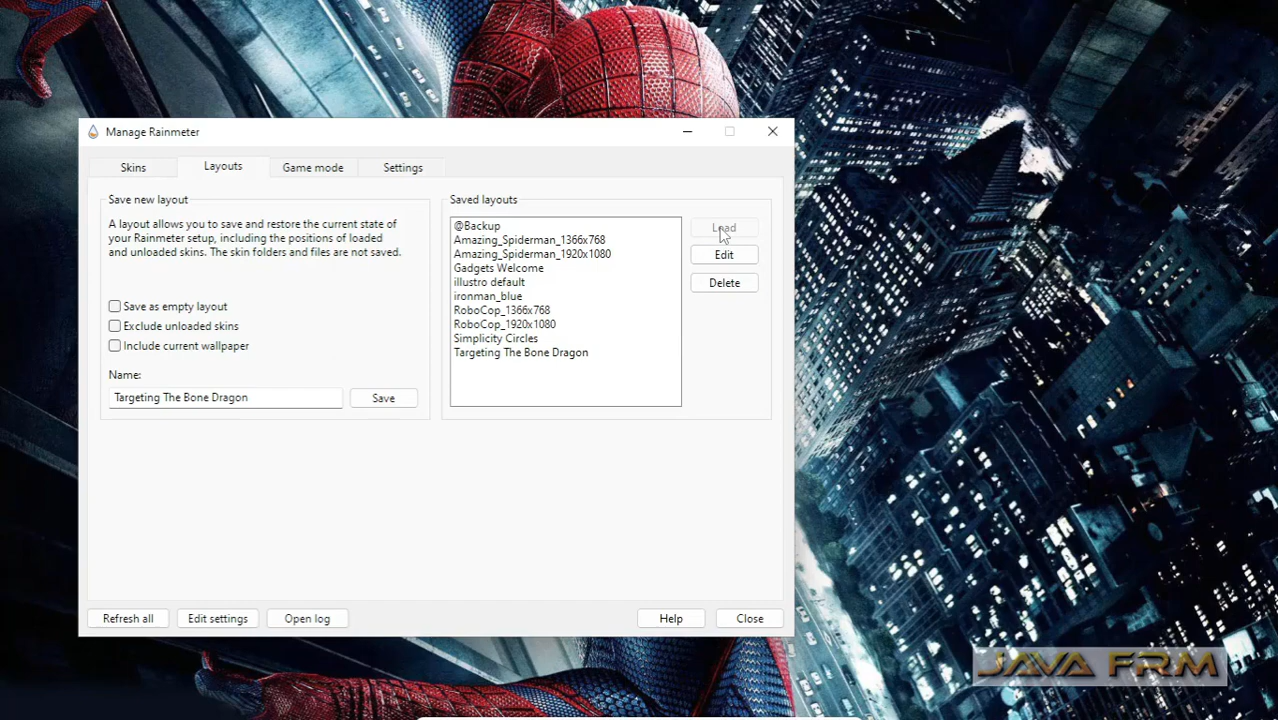 Manage Rainmeter
Skins
Layouts
Game mode
Settings
Save new layout
A layout allows you to save and restore the current state of
your Rainmeter setup, including the positions of loaded
and unloaded skins. The skin folders and files are not saved.
Save as empty layout
Exclude unloaded skins
Include current wallpaper
Name:
Targeting The Bone Dragon
Save
Saved layouts
@Backup
Amazing_Spiderman_1366x768
Amazing_Spiderman_1920x1080
Gadgets Welcome
illustro default
ironman_blue
RoboCop_1366x768
RoboCop_1920x1080
Simplicity Circles
Targeting The Bone Dragon
Load
Edit
Delete
Refresh all
Edit settings
Open log
Help
Close
JAVA FRM